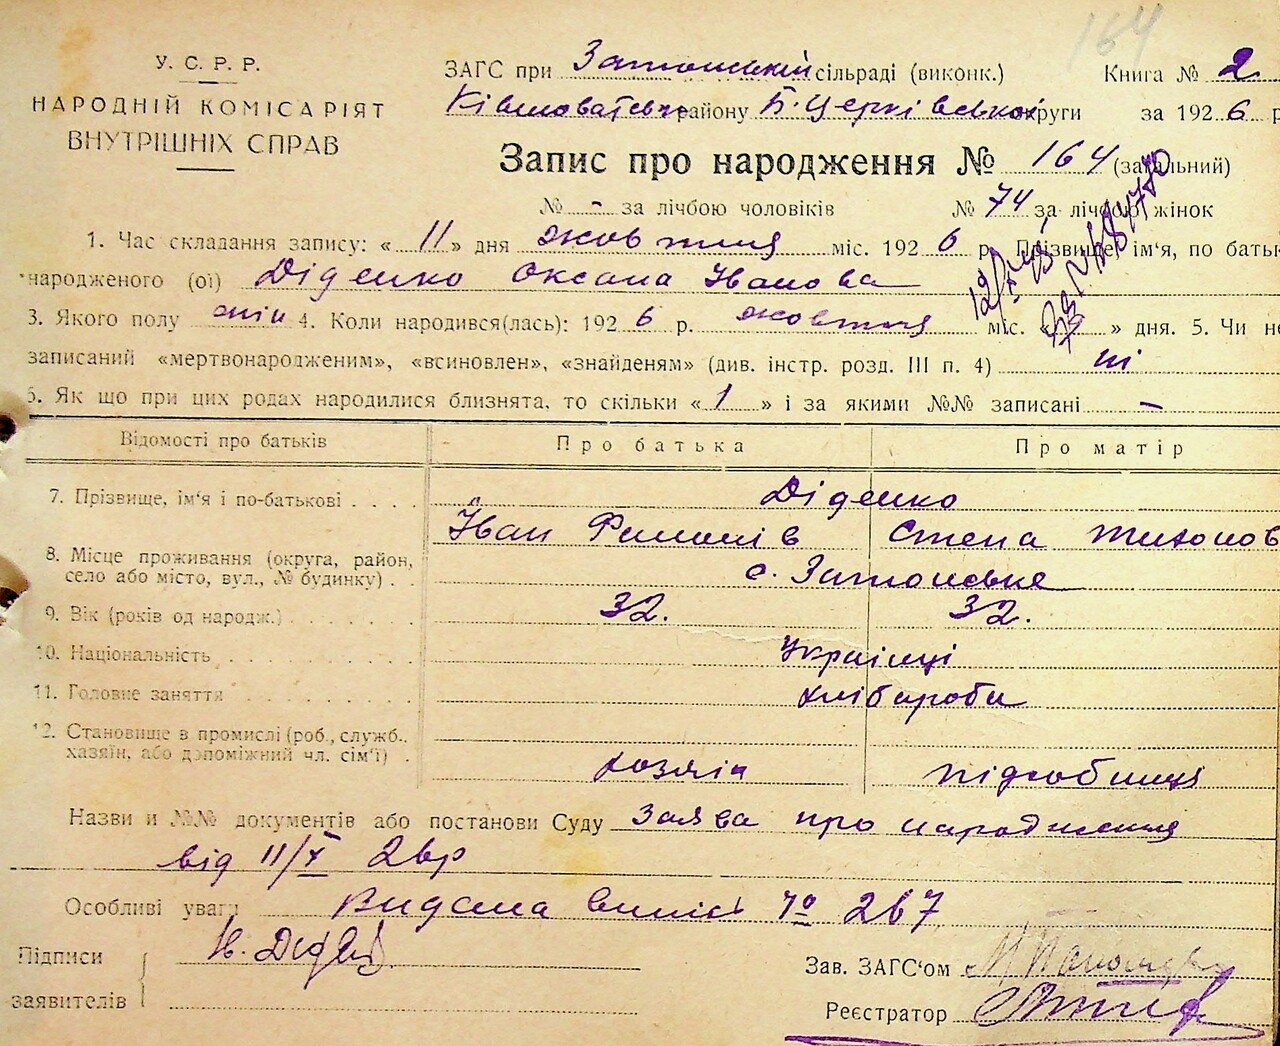 164
У. С. Р. Р.
НАРОДНІЙ КОМІСАРІЯТ
ВНУТРІШНІХ СПРАВ
ЗАГС при Затонській сільраді (виконк.) Книга № 2
району Б. Церківської округи за 1926 р
Запис про народження № 164 (загальний)
№ - за лічбою чоловіків № 74 за лічбою жінок
1. Час складання запису: « 11 » дня жовтня міс. 1926 р. Прізвище, ім'я, по бать
народженого (ої) Діденко Оксана Іванова
3. Якого полу жін 4. Коли народився(лась): 1926 р. жовтня міс. « » дня. 5. Чи не
записаний «мертвонародженим», «всиновлен», «знайденям» (див. інстр. розд. III п. 4) ні
6. Як що при цих родах народилися близнята, то скільки « 1 » і за якими №№ записані —
Відомості про батьків Про батька Про матір
7. Прізвище, ім'я і по-батькові Діденко
Іван Степа Тихонов
8. Місце проживання (округа, район,
село або місто, вул., № будинку) с. Затонське
9. Вік (років од народж.) 32. 32.
10. Національність Українці
11. Головне заняття хлібароби
12. Становище в промислі (роб., служб.,
хазяїн, або допоміжний чл. сім'ї) хозяїн підсобниця
Назви и №№ документів або постанови Суду Заява про народження
від 11/X 26р
Особливі уваги Видана випись № 267
Підписи
заявителів
Зав. ЗАГС'ом
Реєстратор